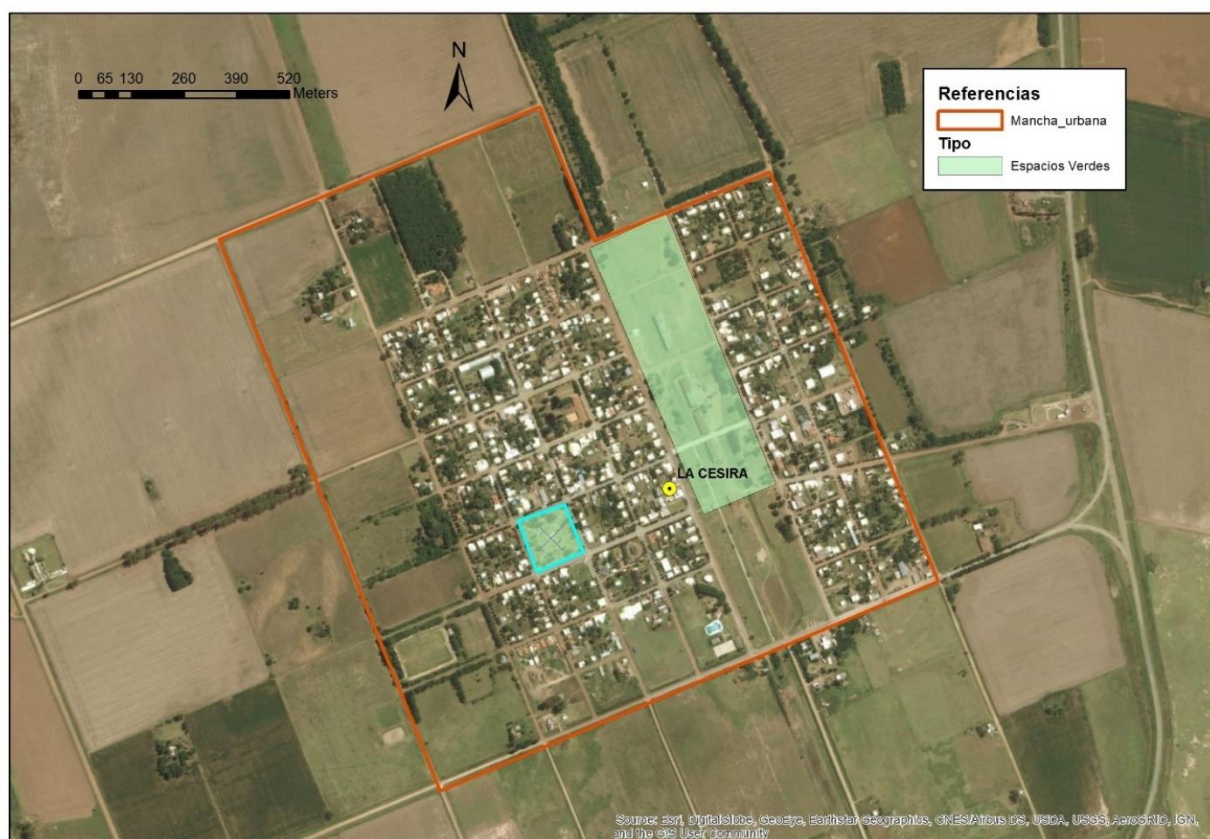 N
0 65 130 260 390 520
Meters
Referencias
Mancha_urbana
Tipo
Espacios Verdes
LA CESIRA
Source: Esri, DigitalGlobe, GeoEye, Earthstar Geographics, CNES/Airbus DS, USDA, USGS, AeroGRID, IGN,
and the GIS User Community